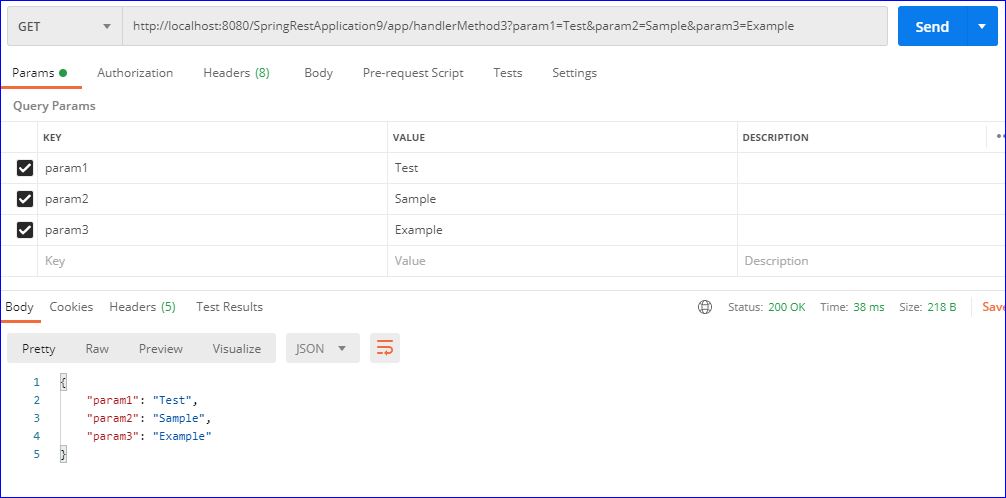 GET http://localhost:8080/SpringRestApplication9/app/handlerMethod3?param1=Test&param2=Sample&param3=Example Send
Params Authorization Headers (8) Body Pre-request Script Tests Settings
Query Params
KEY VALUE DESCRIPTION
param1 Test
param2 Sample
param3 Example
Key Value Description
Body Cookies Headers (5) Test Results Status: 200 OK Time: 38 ms Size: 218 B Save
Pretty Raw Preview Visualize JSON
1 {
2 "param1": "Test",
3 "param2": "Sample",
4 "param3": "Example"
5 }